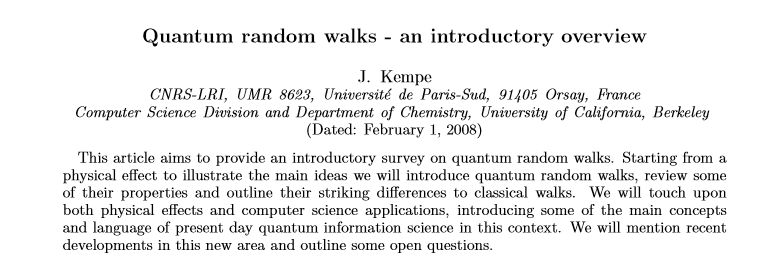 Quantum random walks - an introductory overview
J. Kempe
CNRS-LRI, UMR 8623, Université de Paris-Sud, 91405 Orsay, France
Computer Science Division and Department of Chemistry, University of California, Berkeley
(Dated: February 1, 2008)
This article aims to provide an introductory survey on quantum random walks. Starting from a
physical effect to illustrate the main ideas we will introduce quantum random walks, review some
of their properties and outline their striking differences to classical walks. We will touch upon
both physical effects and computer science applications, introducing some of the main concepts
and language of present day quantum information science in this context. We will mention recent
developments in this new area and outline some open questions.